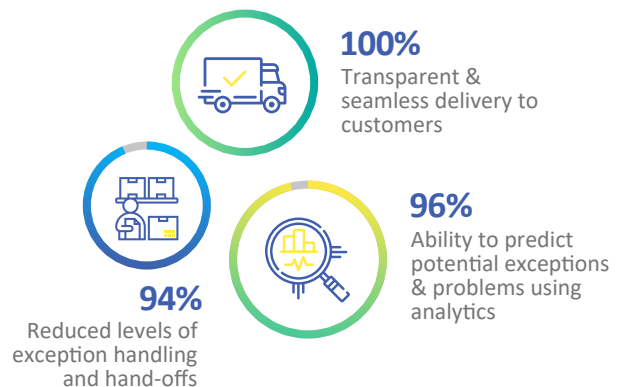 100%
Transparent &
seamless delivery to
customers
96%
Ability to predict
potential exceptions
& problems using
analytics
94%
Reduced levels of
exception handling
and hand-offs